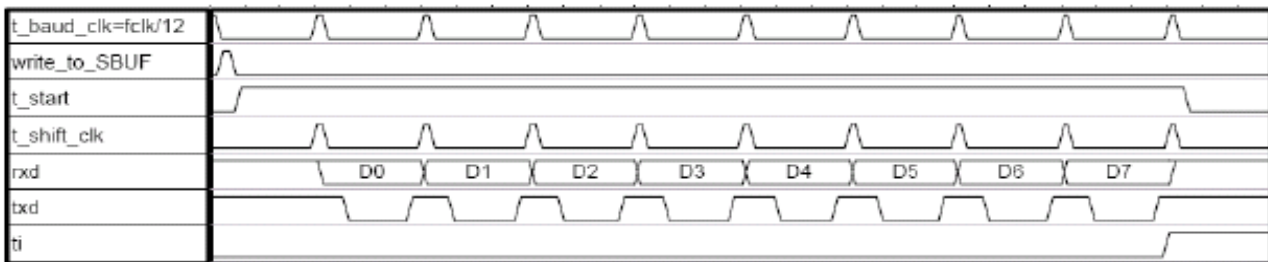 t_baud_clk=fclk/12
write_to_SBUF
t_start
t_shift_clk
rxd D0 D1 D2 D3 D4 D5 D6 D7
txd
ti